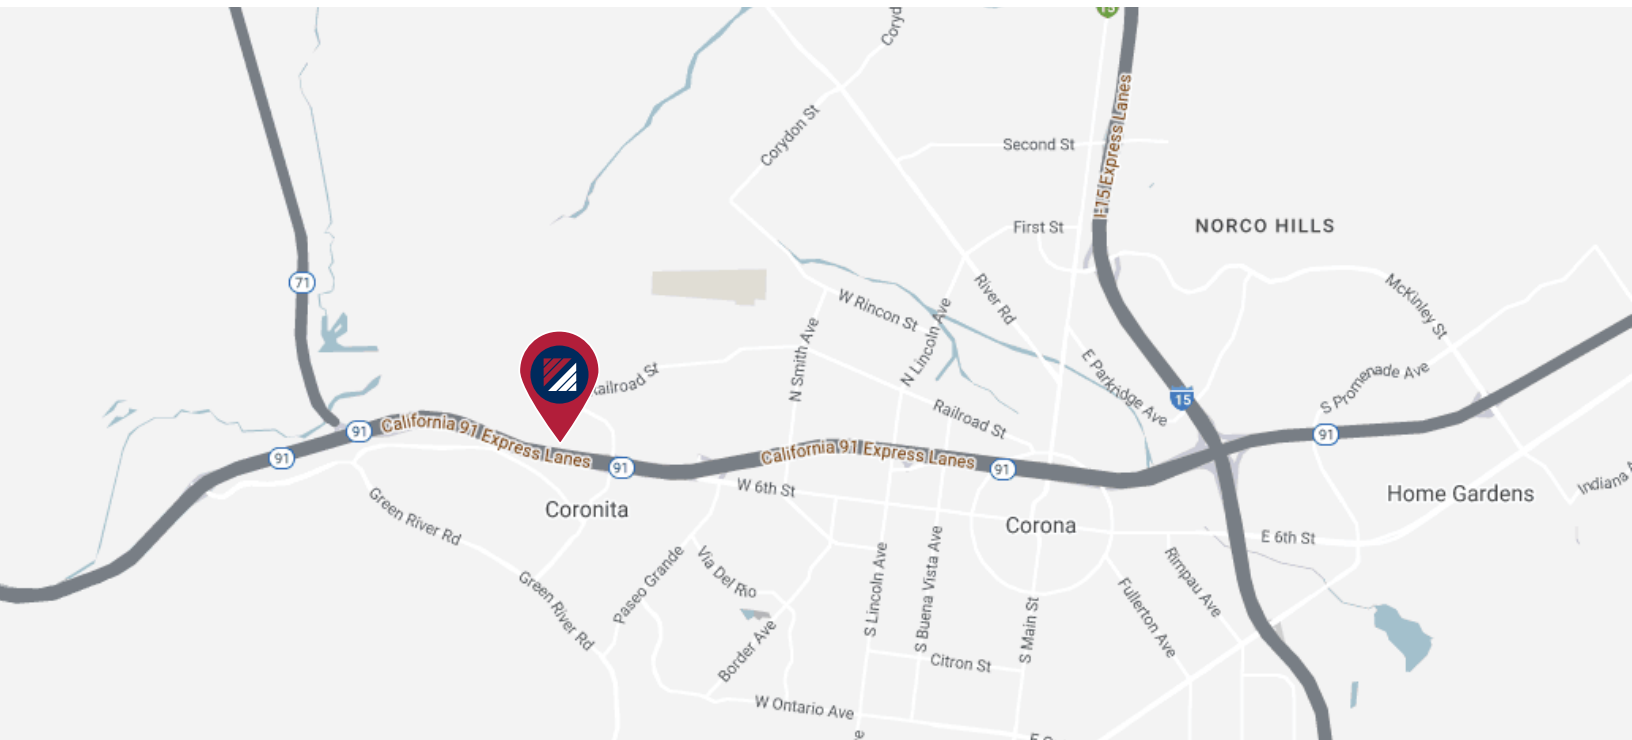 15
Coryd
I-15 Express Lanes
Corydon St
Second St
First St
NORCO HILLS
71
River Rd
McKinley St
W Rincon St
N Lincoln Ave
N Smith Ave
E Parkridge Ave
Railroad St
S Promenade Ave
15
Railroad St
California 91 Express Lanes
91
91
91
California 91 Express Lanes
91
91
W 6th St
Coronita
Corona
Home Gardens
Indiana A
Green River Rd
E 6th St
Via Del Rio
Paseo Grande
Green River Rd
S Lincoln Ave
S Buena Vista Ave
Rimpau Ave
Fullerton Ave
S Main St
Border Ave
Citron St
W Ontario Ave